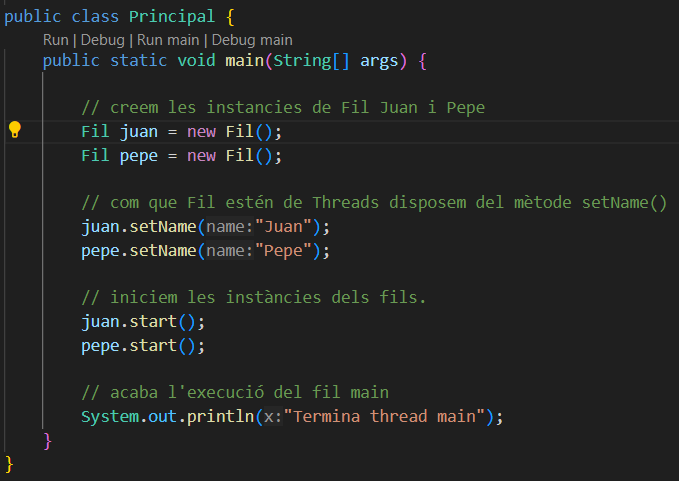 public class Principal {
Run | Debug | Run main | Debug main
public static void main(String[] args) {
// creem les instancies de Fil Juan i Pepe
Fil juan = new Fil();
Fil pepe = new Fil();
// com que Fil estén de Threads disposem del mètode setName()
juan.setName(name:"Juan");
pepe.setName(name:"Pepe");
// iniciem les instàncies dels fils.
juan.start();
pepe.start();
// acaba l'execució del fil main
System.out.println(x:"Termina thread main");
}
}